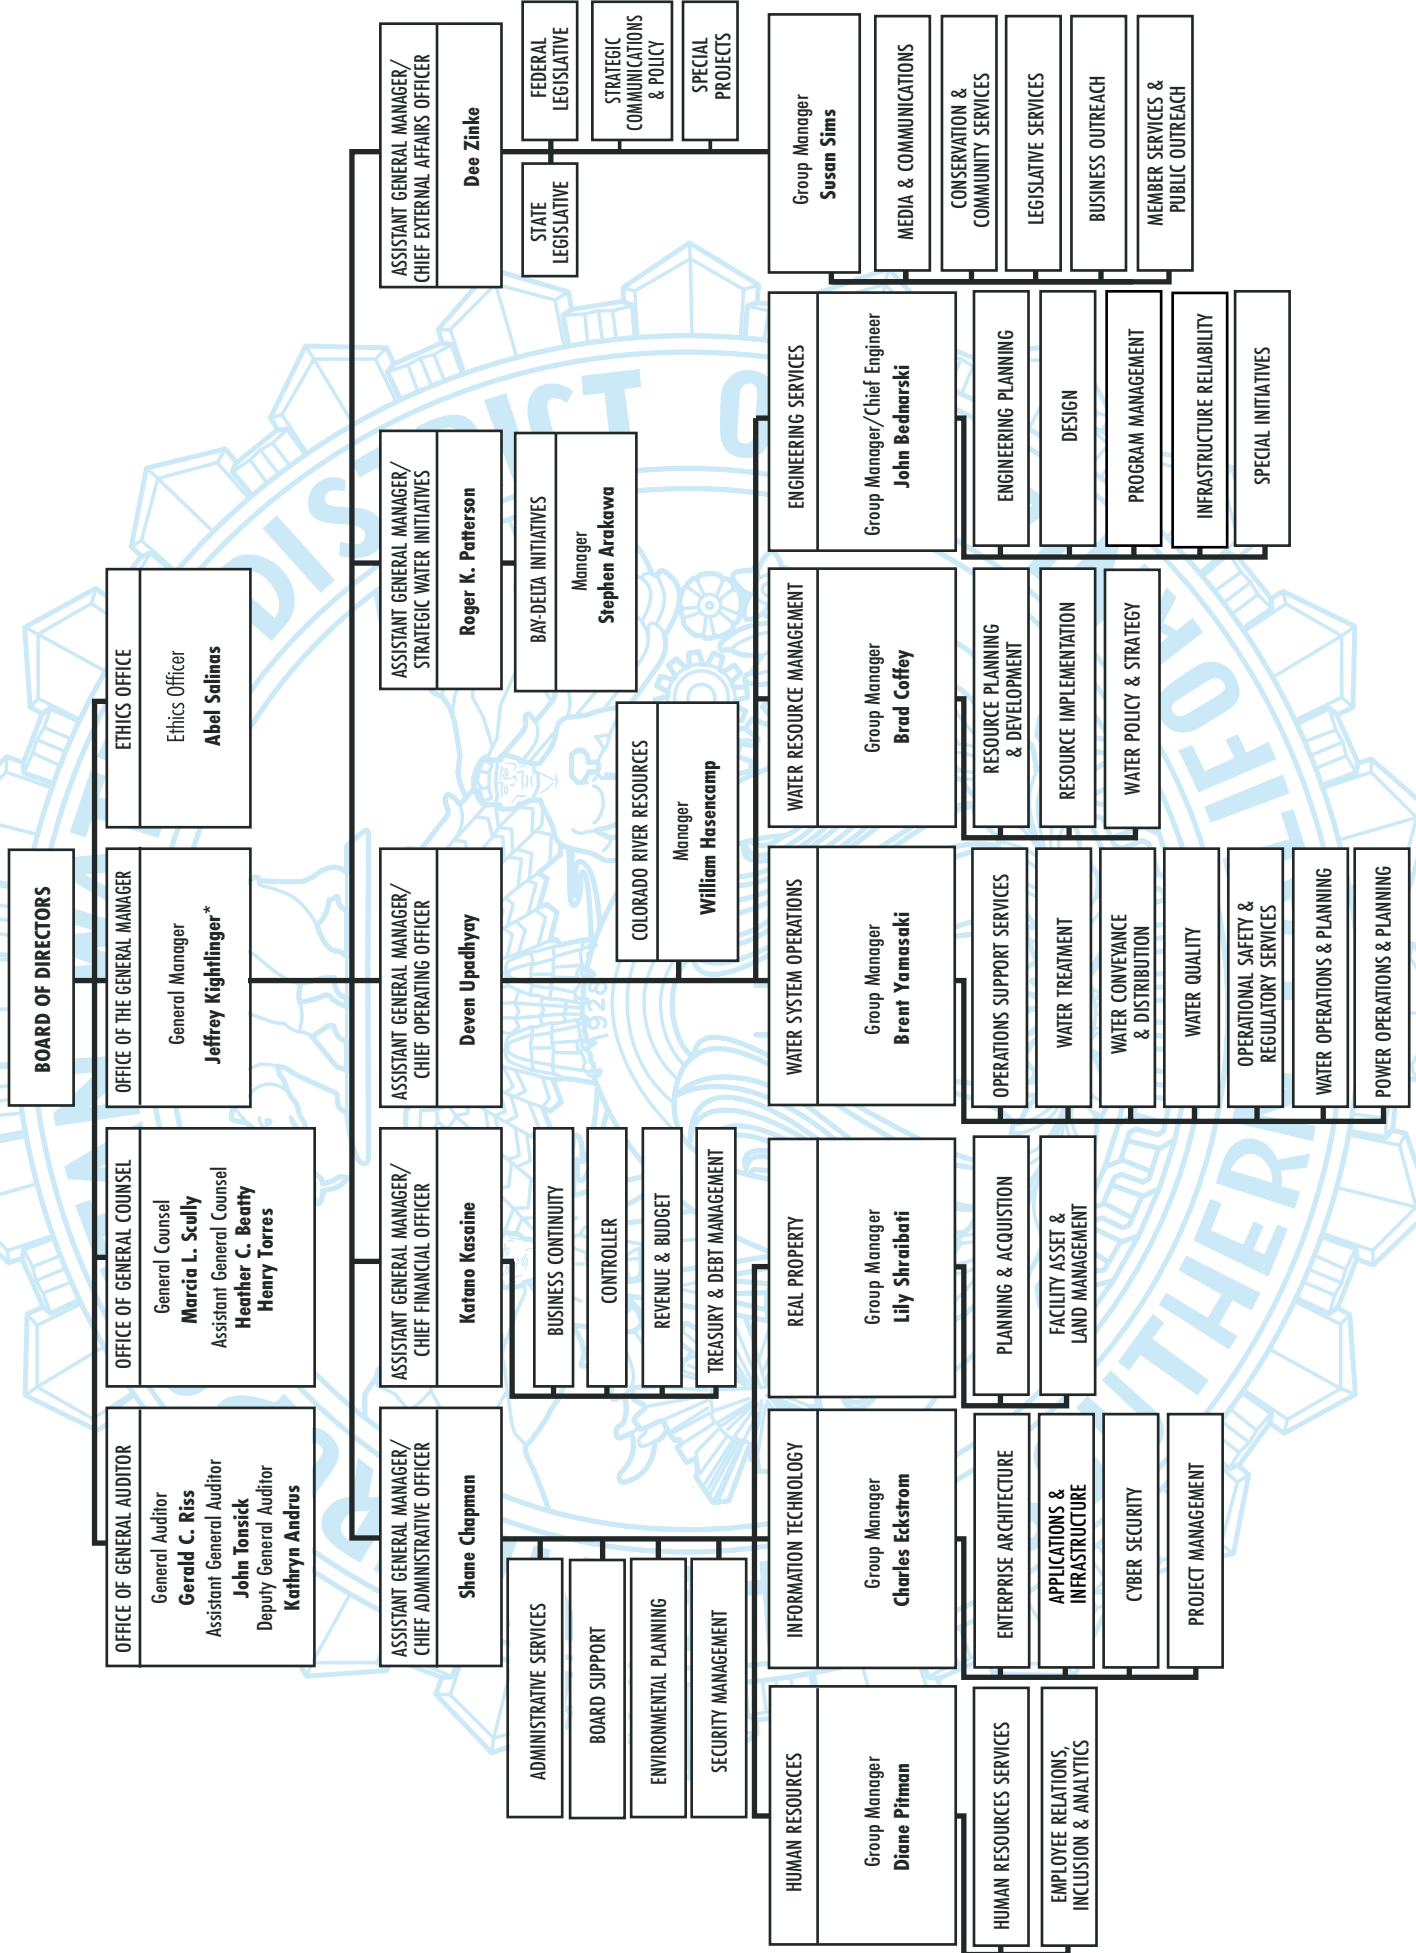 BOARD OF DIRECTORS
OFFICE OF GENERAL AUDITOR
General Auditor
Gerald C. Riss
Assistant General Auditor
John Tonsick
Deputy General Auditor
Kathryn Andrus
OFFICE OF GENERAL COUNSEL
General Counsel
Marcia L. Scully
Assistant General Counsel
Heather C. Beatty
Henry Torres
OFFICE OF THE GENERAL MANAGER
General Manager
Jeffrey Kightlinger*
ETHICS OFFICE
Ethics Officer
Abel Salinas
ASSISTANT GENERAL MANAGER/
CHIEF ADMINISTRATIVE OFFICER
Shane Chapman
ASSISTANT GENERAL MANAGER/
CHIEF FINANCIAL OFFICER
Katano Kasaine
ASSISTANT GENERAL MANAGER/
CHIEF OPERATING OFFICER
Deven Upadhyay
ASSISTANT GENERAL MANAGER/
STRATEGIC WATER INITIATIVES
Roger K. Patterson
ASSISTANT GENERAL MANAGER/
CHIEF EXTERNAL AFFAIRS OFFICER
Dee Zinke
ADMINISTRATIVE SERVICES
BOARD SUPPORT
ENVIRONMENTAL PLANNING
SECURITY MANAGEMENT
BUSINESS CONTINUITY
CONTROLLER
REVENUE & BUDGET
TREASURY & DEBT MANAGEMENT
COLORADO RIVER RESOURCES
Manager
William Hasencamp
BAY-DELTA INITIATIVES
Manager
Stephen Arakawa
STATE
LEGISLATIVE
FEDERAL
LEGISLATIVE
STRATEGIC
COMMUNICATIONS
& POLICY
SPECIAL
PROJECTS
HUMAN RESOURCES
Group Manager
Diane Pitman
HUMAN RESOURCES SERVICES
EMPLOYEE RELATIONS,
INCLUSION & ANALYTICS
INFORMATION TECHNOLOGY
Group Manager
Charles Eckstrom
ENTERPRISE ARCHITECTURE
APPLICATIONS &
INFRASTRUCTURE
CYBER SECURITY
PROJECT MANAGEMENT
REAL PROPERTY
Group Manager
Lily Shraibati
PLANNING & ACQUISTION
FACILITY ASSET &
LAND MANAGEMENT
WATER SYSTEM OPERATIONS
Group Manager
Brent Yamasaki
OPERATIONS SUPPORT SERVICES
WATER TREATMENT
WATER CONVEYANCE
& DISTRIBUTION
WATER QUALITY
OPERATIONAL SAFETY &
REGULATORY SERVICES
WATER OPERATIONS & PLANNING
POWER OPERATIONS & PLANNING
WATER RESOURCE MANAGEMENT
Group Manager
Brad Coffey
RESOURCE PLANNING
& DEVELOPMENT
RESOURCE IMPLEMENTATION
WATER POLICY & STRATEGY
ENGINEERING SERVICES
Group Manager/Chief Engineer
John Bednarski
ENGINEERING PLANNING
DESIGN
PROGRAM MANAGEMENT
INFRASTRUCTURE RELIABILITY
SPECIAL INITIATIVES
Group Manager
Susan Sims
MEDIA & COMMUNICATIONS
CONSERVATION &
COMMUNITY SERVICES
LEGISLATIVE SERVICES
BUSINESS OUTREACH
MEMBER SERVICES &
PUBLIC OUTREACH
DISTRICT
1928